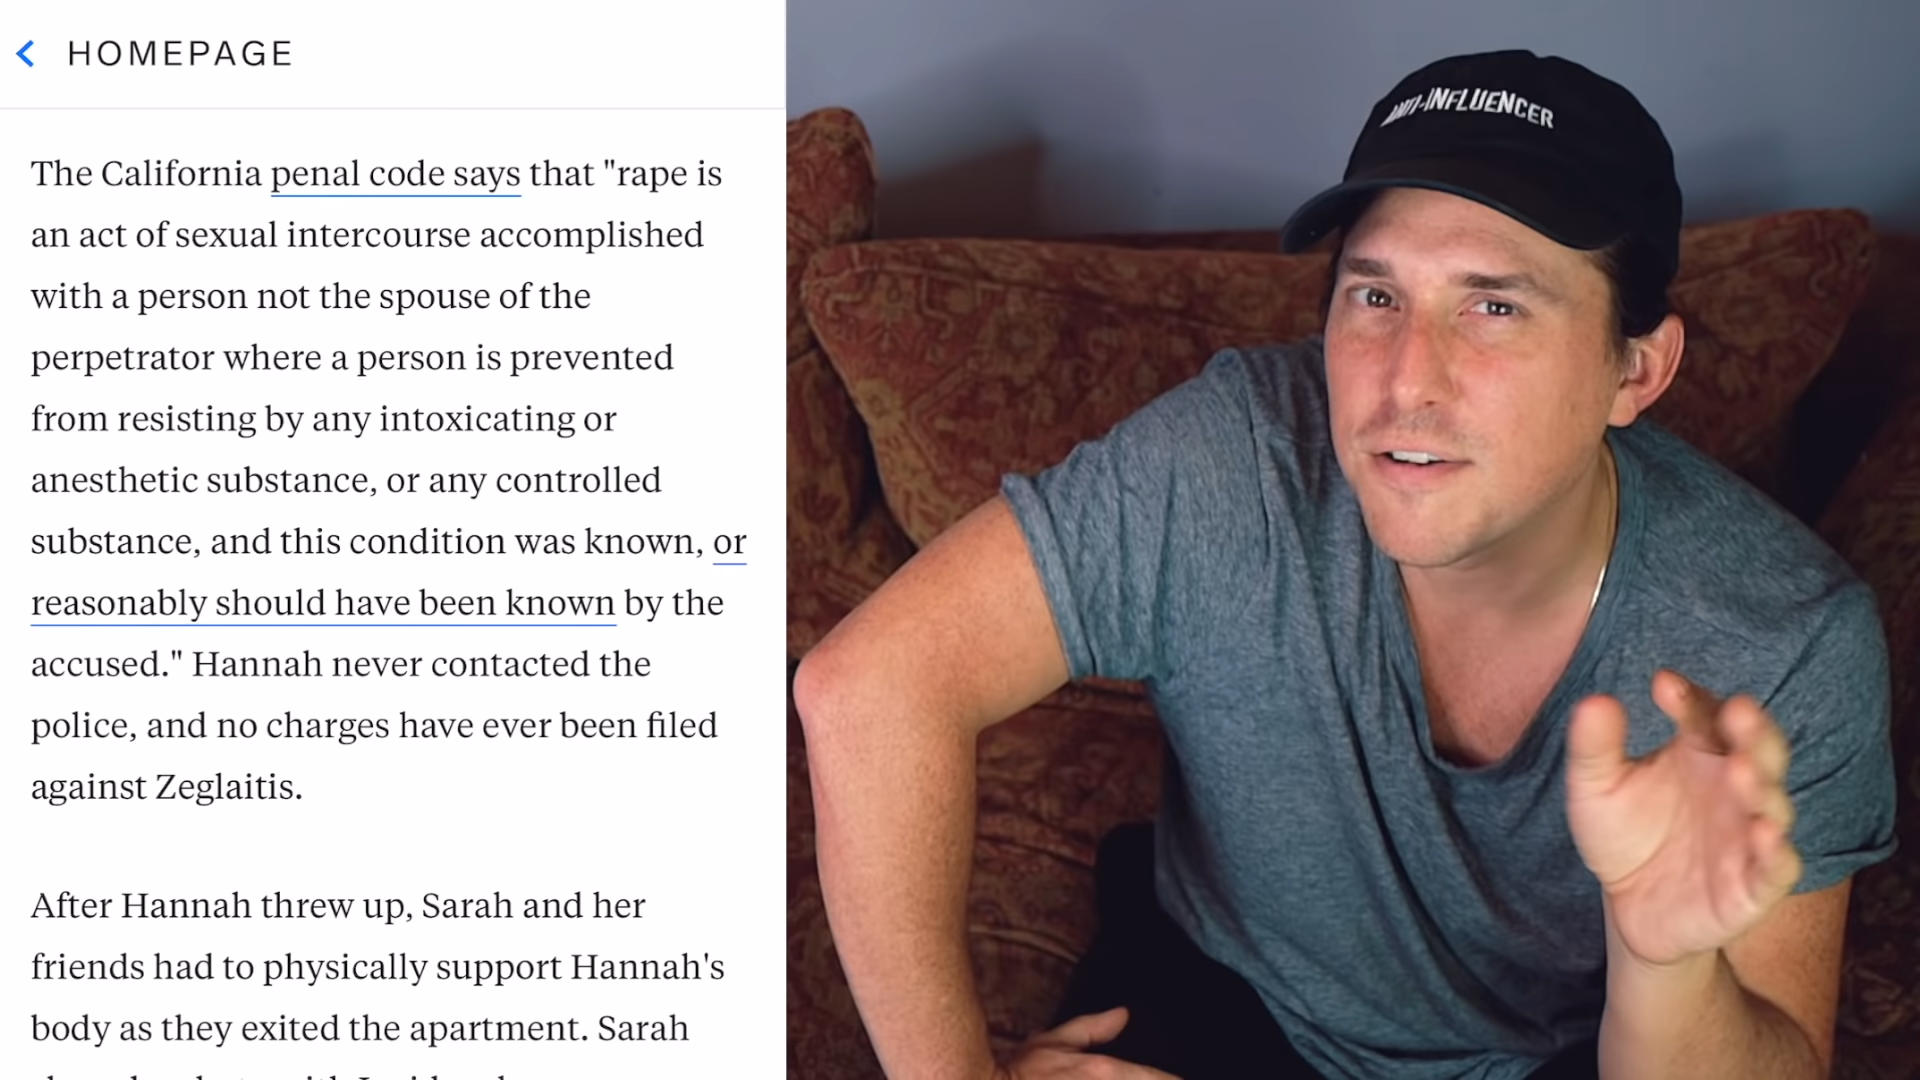 HOMEPAGE
The California penal code says that "rape is
an act of sexual intercourse accomplished
with a person not the spouse of the
perpetrator where a person is prevented
from resisting by any intoxicating or
anesthetic substance, or any controlled
substance, and this condition was known, or
reasonably should have been known by the
accused." Hannah never contacted the
police, and no charges have ever been filed
against Zeglaitis.
After Hannah threw up, Sarah and her
friends had to physically support Hannah's
body as they exited the apartment. Sarah
ANTI-INFLUENCER